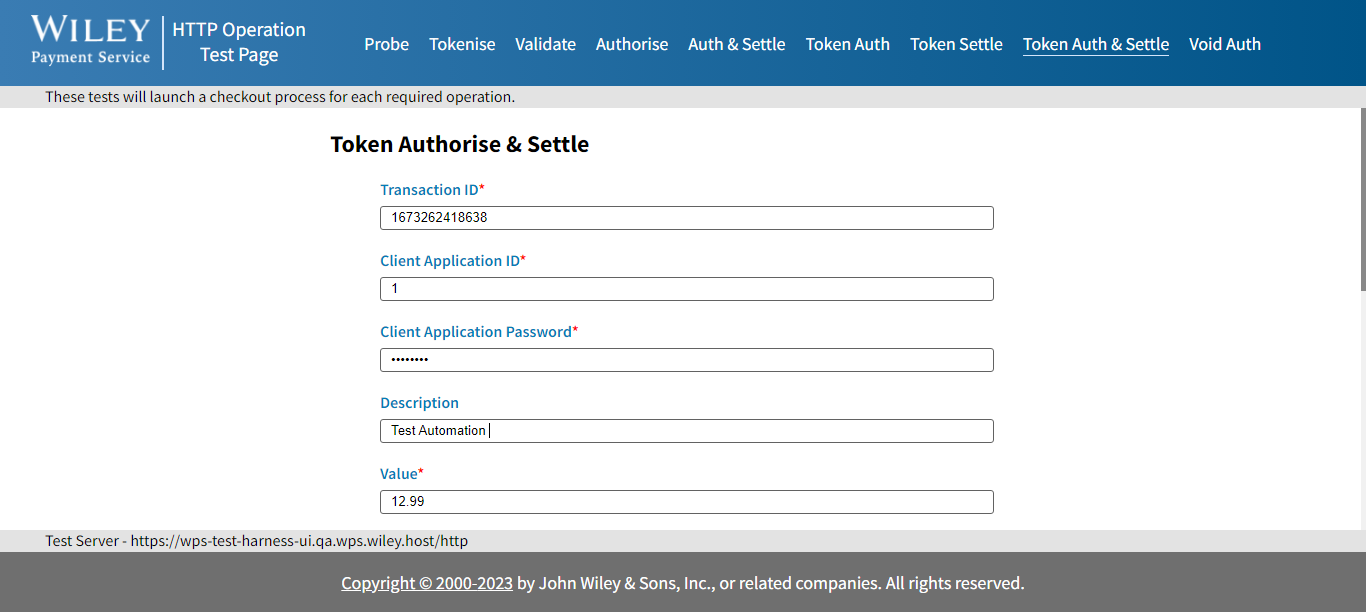 WILEY
Payment Service
HTTP Operation
Test Page
Probe Tokenise Validate Authorise Auth & Settle Token Auth Token Settle Token Auth & Settle Void Auth
These tests will launch a checkout process for each required operation.
Token Authorise & Settle
Transaction ID*
1673262418638
Client Application ID*
1
Client Application Password*
••••••••
Description
Test Automation
Value*
12.99
Test Server - https://wps-test-harness-ui.qa.wps.wiley.host/http
Copyright © 2000-2023 by John Wiley & Sons, Inc., or related companies. All rights reserved.